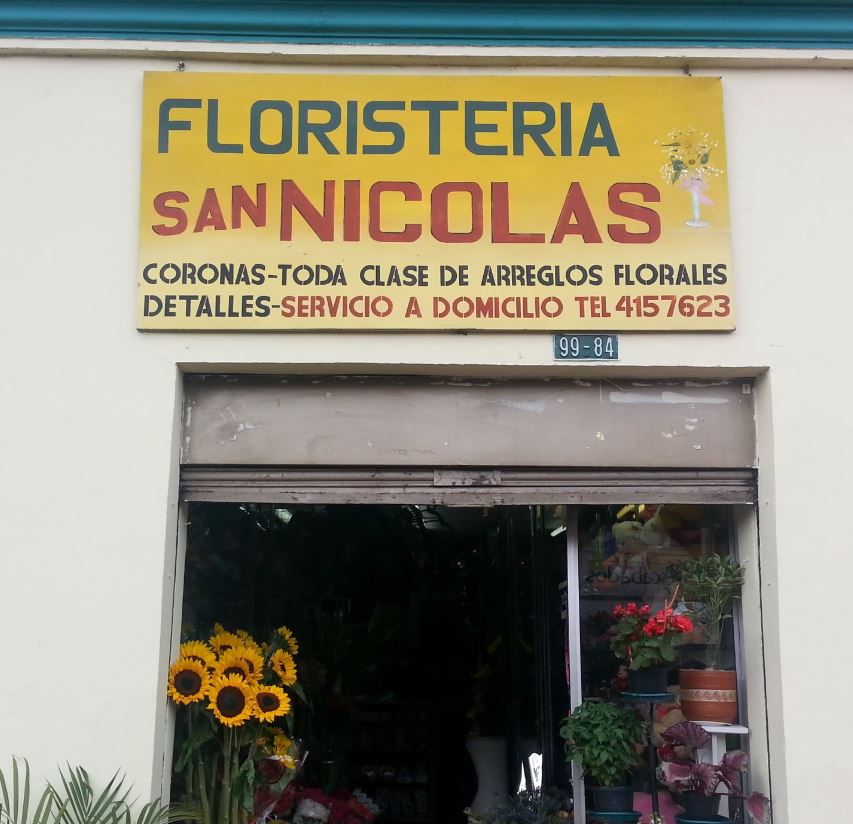 FLORISTERIA
SAN NICOLAS
CORONAS-TODA CLASE DE ARREGLOS FLORALES
DETALLES-SERVICIO A DOMICILIO TEL 4157623
99-84